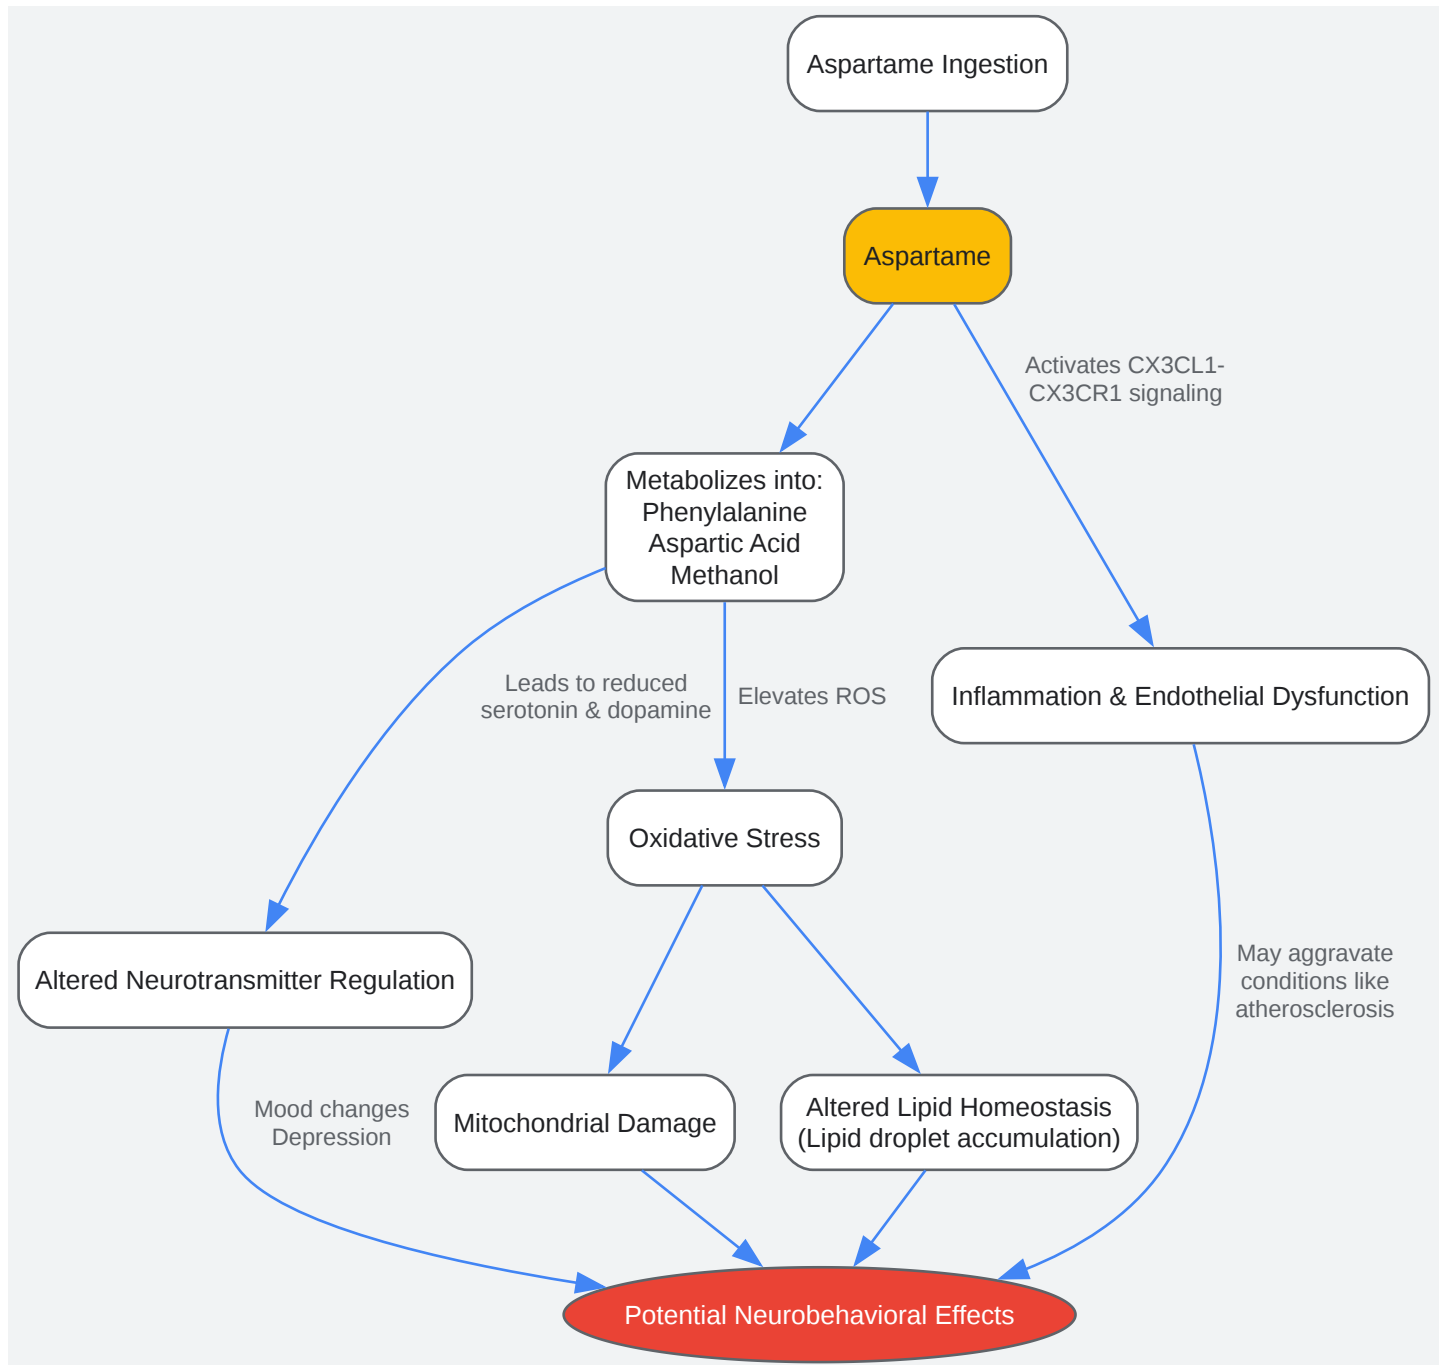 Aspartame Ingestion
Aspartame
Activates CX3CL1-
CX3CR1 signaling
Metabolizes into:
Phenylalanine
Aspartic Acid
Methanol
Leads to reduced
serotonin & dopamine
Elevates ROS
Inflammation & Endothelial Dysfunction
Oxidative Stress
Altered Neurotransmitter Regulation
May aggravate
conditions like
atherosclerosis
Mood changes
Depression
Mitochondrial Damage
Altered Lipid Homeostasis
(Lipid droplet accumulation)
Potential Neurobehavioral Effects